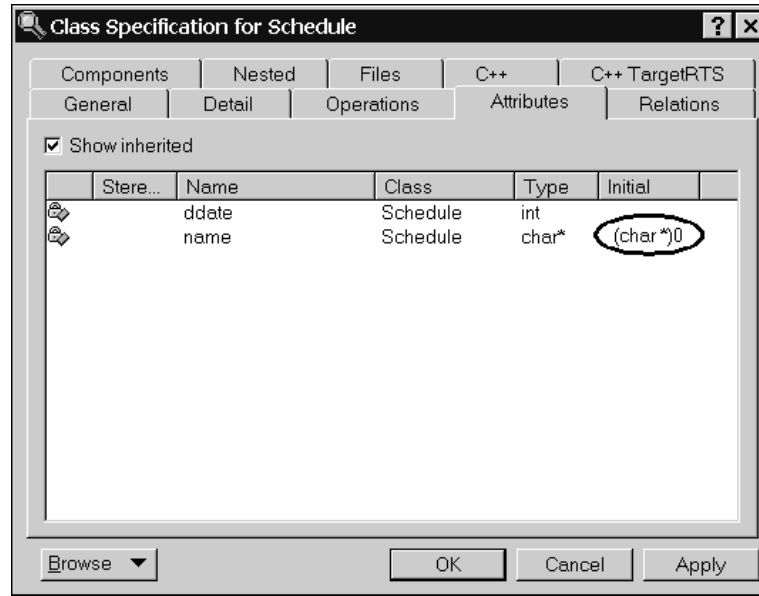 Class Specification for Schedule ? ×
Components Nested Files C++ C++ TargetRTS
General Detail Operations Attributes Relations
Show inherited
Stere... Name Class Type Initial
ddate Schedule int
name Schedule char* (char *)0
Browse OK Cancel Apply